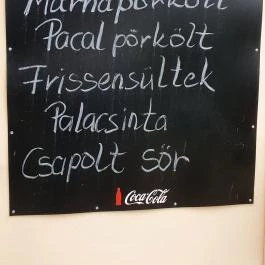 Marhapörkölt
Pacal pörkölt
Frissensültek
Palacsinta
Csapolt sör
Coca-Cola